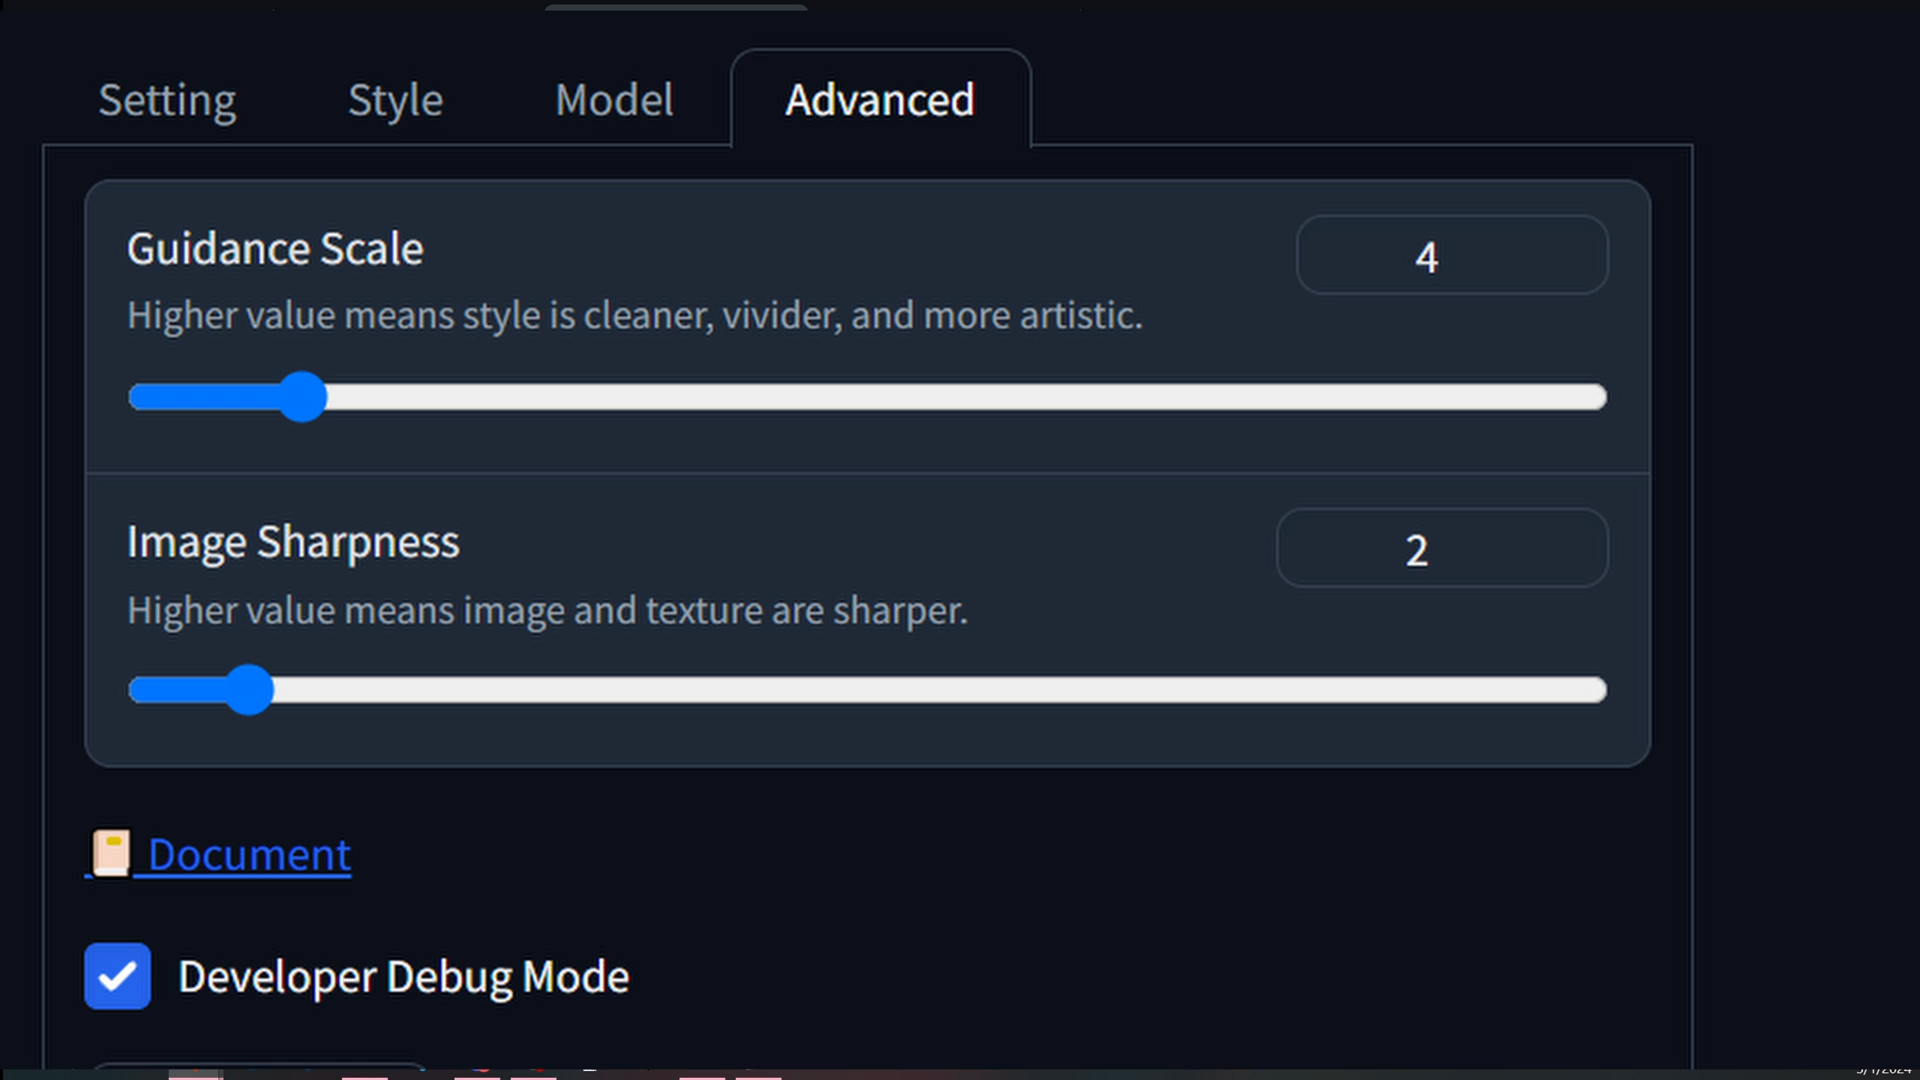 Setting Style Model Advanced
Guidance Scale 4
Higher value means style is cleaner, vivider, and more artistic.
Image Sharpness 2
Higher value means image and texture are sharper.
Document
Developer Debug Mode